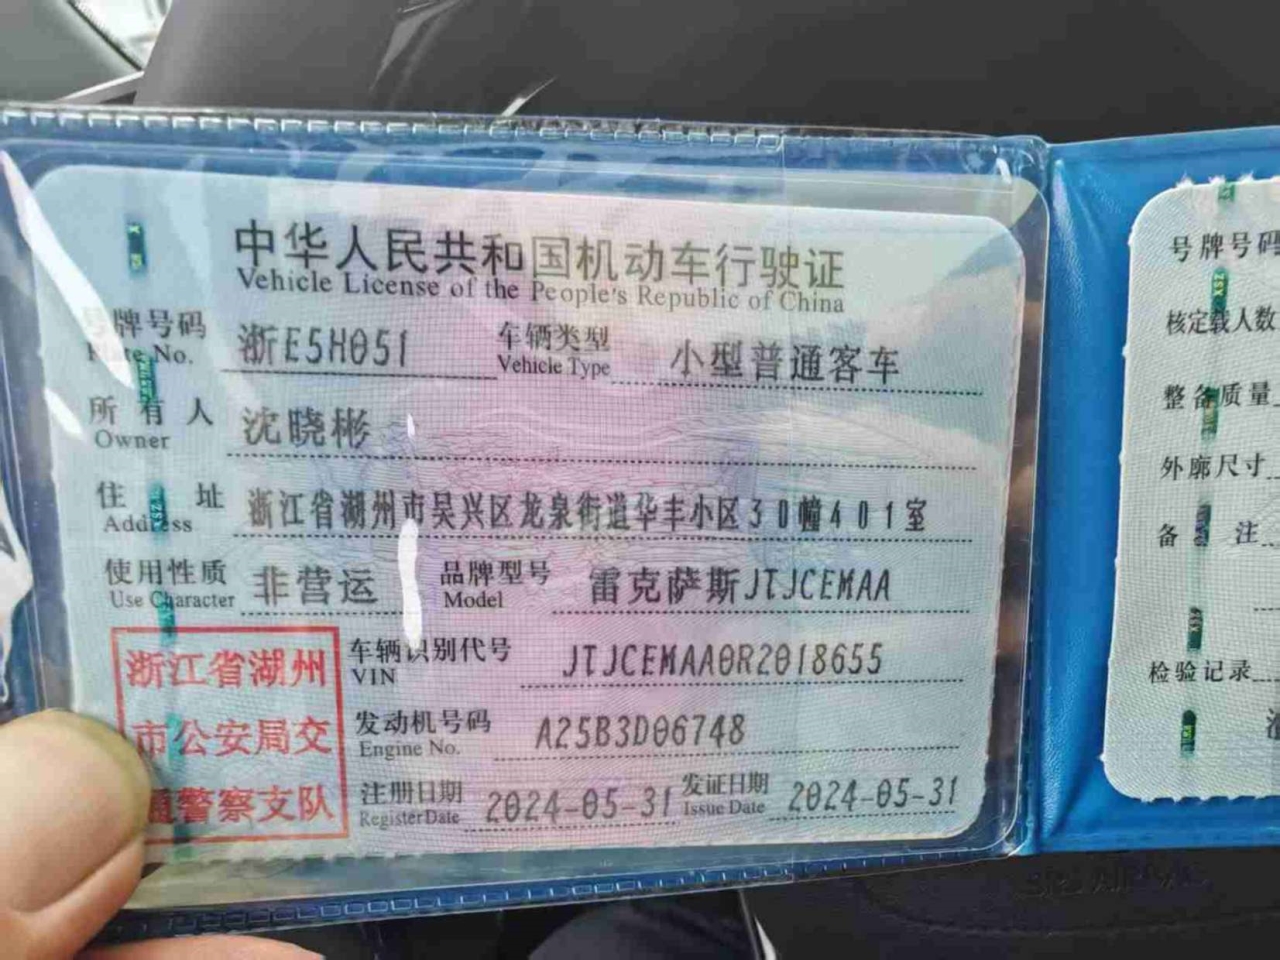 中华人民共和国机动车行驶证
Vehicle License of the People's Republic of China
号牌号码 浙E5H051 车辆类型 小型普通客车
Plate No. Vehicle Type
所有人 沈晓彬
Owner
住址 浙江省湖州市吴兴区龙泉街道华丰小区30幢401室
Address
使用性质 非营运 品牌型号 雷克萨斯JTJCEMAA
Use Character Model
车辆识别代号 JTJCEMAA0R2018655
VIN
发动机号码 A25B3D06748
Engine No.
注册日期 2024-05-31 发证日期 2024-05-31
Register Date Issue Date
浙江省湖州
市公安局交
通警察支队
号牌号码
核定载人数
整备质量
外廓尺寸
备注
检验记录